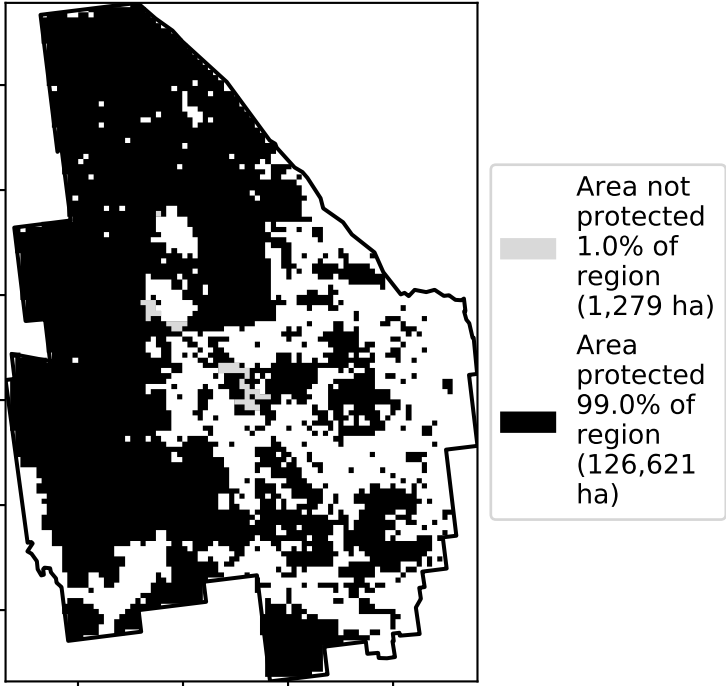 Area not
protected
1.0% of
region
(1,279 ha)
Area
protected
99.0% of
region
(126,621
ha)